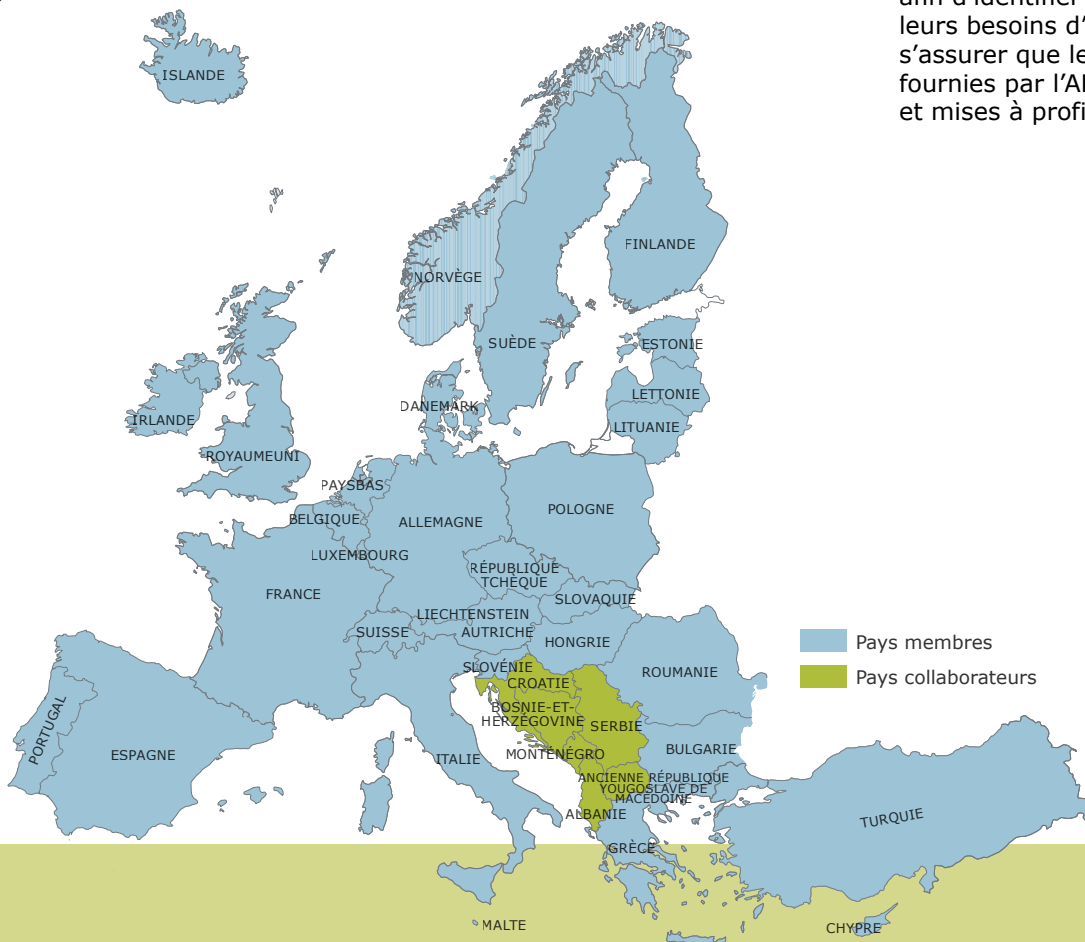 afin d'identifier
leurs besoins d'
s'assurer que le
fournies par l'A
et mises à profi
ISLANDE
FINLANDE
NORVÈGE
SUÈDE
ESTONIE
LETTONIE
DANEMARK
IRLANDE
LITUANIE
ROYAUMEUNI
PAYSBAS
POLOGNE
BELGIQUE
ALLEMAGNE
LUXEMBOURG
RÉPUBLIQUE
TCHÈQUE
FRANCE
SLOVAQUIE
LIECHTENSTEIN
SUISSE
AUTRICHE
HONGRIE
Pays membres
SLOVÉNIE
ROUMANIE
Pays collaborateurs
CROATIE
BOSNIE-ET-
HERZÉGOVINE
SERBIE
PORTUGAL
ESPAGNE
ITALIE
MONTÉNÉGRO
BULGARIE
ANCIENNE RÉPUBLIQUE
YOUGOSLAVE DE
MACÉDOINE
ALBANIE
TURQUIE
GRÈCE
MALTE
CHYPRE